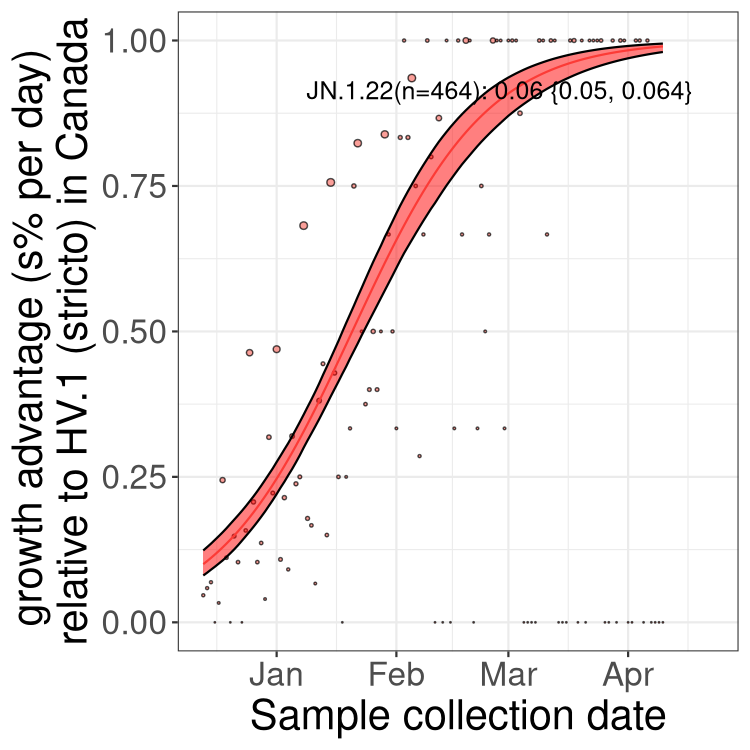 growth advantage (s% per day)
relative to HV.1 (stricto) in Canada
1.00
0.75
0.50
0.25
0.00
JN.1.22(n=464): 0.06 {0.05, 0.064}
Jan Feb Mar Apr
Sample collection date